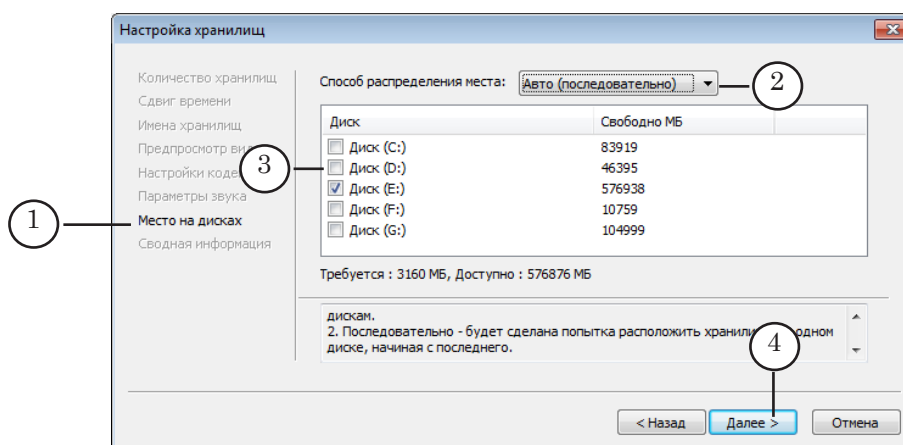 Настройка хранилищ
Количество хранилищ
Сдвиг времени
Имена хранилищ
Предпросмотр
Настройки
Параметры звука
Место на дисках
Сводная информация
1
Способ распределения места: Авто (последовательно)
2
Диск Свободно МБ
Диск (C:) 83919
Диск (D:) 46395
Диск (E:) 576938
Диск (F:) 10759
Диск (G:) 104999
3
Требуется : 3160 МБ, Доступно : 576876 МБ
дискам.
2. Последовательно - будет сделана попытка расположить одном
диске, начиная с последнего.
4
< Назад Далее > Отмена